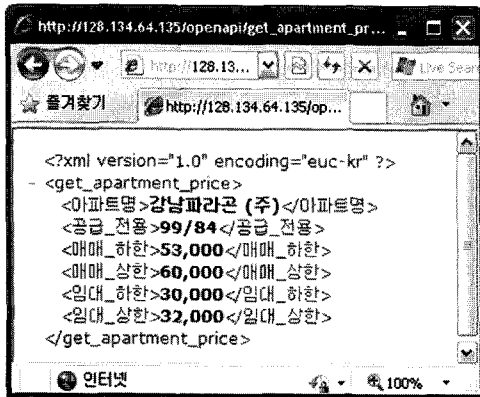 http://128.134.64.135/openapi/get_apartment_pr...
http://128.13...
Live Sear
즐겨찾기
http://128.134.64.135/op...
<?xml version="1.0" encoding="euc-kr" ?>
- <get_apartment_price>
<아파트명>강남파라곤 (주)</아파트명>
<공급_전용>99/84</공급_전용>
<매매_하한>53,000</매매_하한>
<매매_상한>60,000</매매_상한>
<임대_하한>30,000</임대_하한>
<임대_상한>32,000</임대_상한>
</get_apartment_price>
인터넷
100%